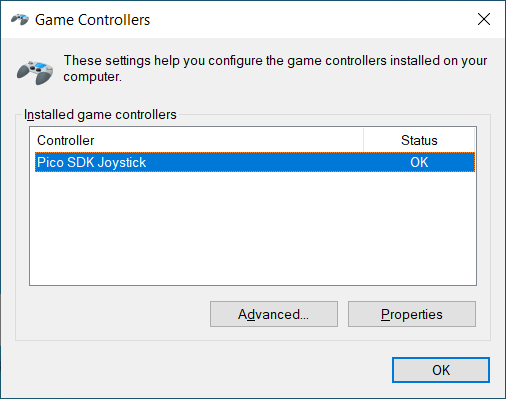 Game Controllers
These settings help you configure the game controllers installed on your
computer.
Installed game controllers
Controller Status
Pico SDK Joystick OK
Advanced... Properties
OK